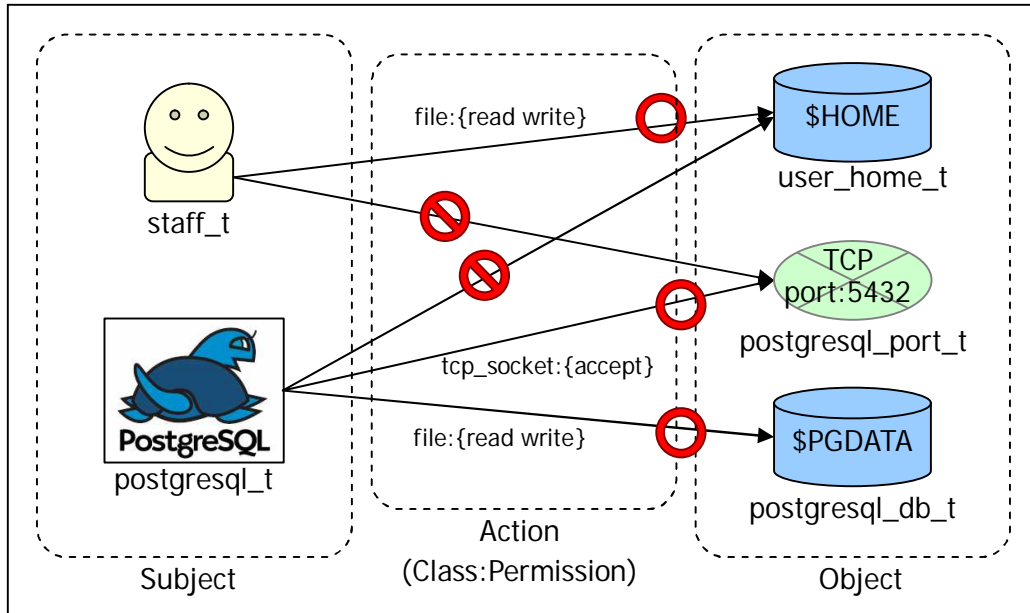 file:{read write}
$HOME
user_home_t
staff_t
TCP
port:5432
postgresql_port_t
tcp_socket:{accept}
PostgreSQL
postgresql_t
file:{read write}
$PGDATA
postgresql_db_t
Subject
Action
(Class:Permission)
Object